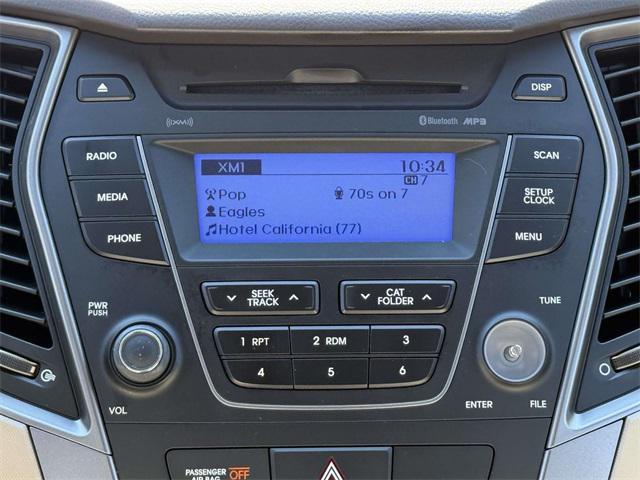 DISP
((XM))
Bluetooth MP3
RADIO
MEDIA
PHONE
XM1 10:34
CH 7
Pop 70s on 7
Eagles
Hotel California (77)
SCAN
SETUP
CLOCK
MENU
SEEK
TRACK
CAT
FOLDER
PWR
PUSH
TUNE
1 RPT 2 RDM 3
4 5 6
VOL
ENTER FILE
PASSENGER
AIR BAG OFF